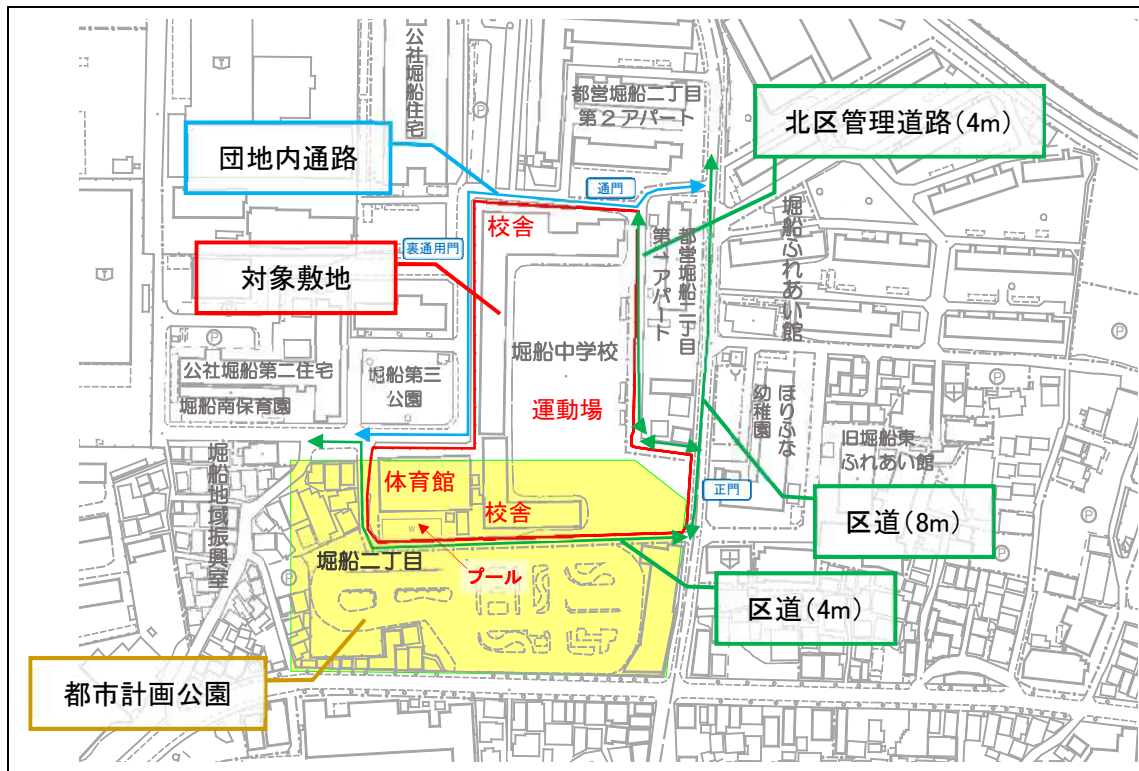 公社堀船住宅
都営堀船二丁目
第2アパート
北区管理道路(4m)
団地内通路
通門
校舎
裏通用門
対象敷地
都営堀船二丁目
第1アパート
堀船ふれあい館
堀船中学校
公社堀船第二住宅
堀船南保育園
堀船第三
公園
運動場
ほりふな
幼稚園
旧堀船東
ふれあい館
堀船地域振興室
体育館
校舎
正門
W
区道(8m)
堀船二丁目
プール
区道(4m)
都市計画公園
P
P
P
P
P
P